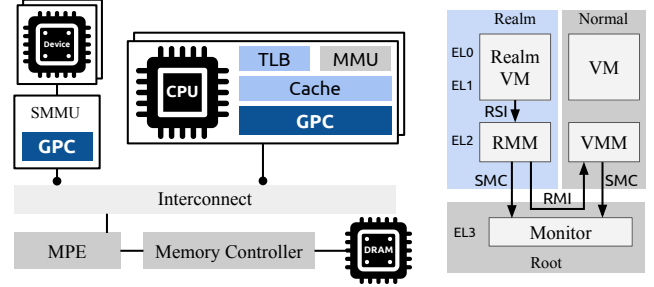 Device
SMMU
GPC
CPU
TLB
MMU
Cache
GPC
Interconnect
MPE
Memory Controller
DRAM
Realm
Normal
EL0
EL1
Realm
VM
VM
RSI
EL2
RMM
VMM
SMC
RMI
SMC
EL3
Monitor
Root